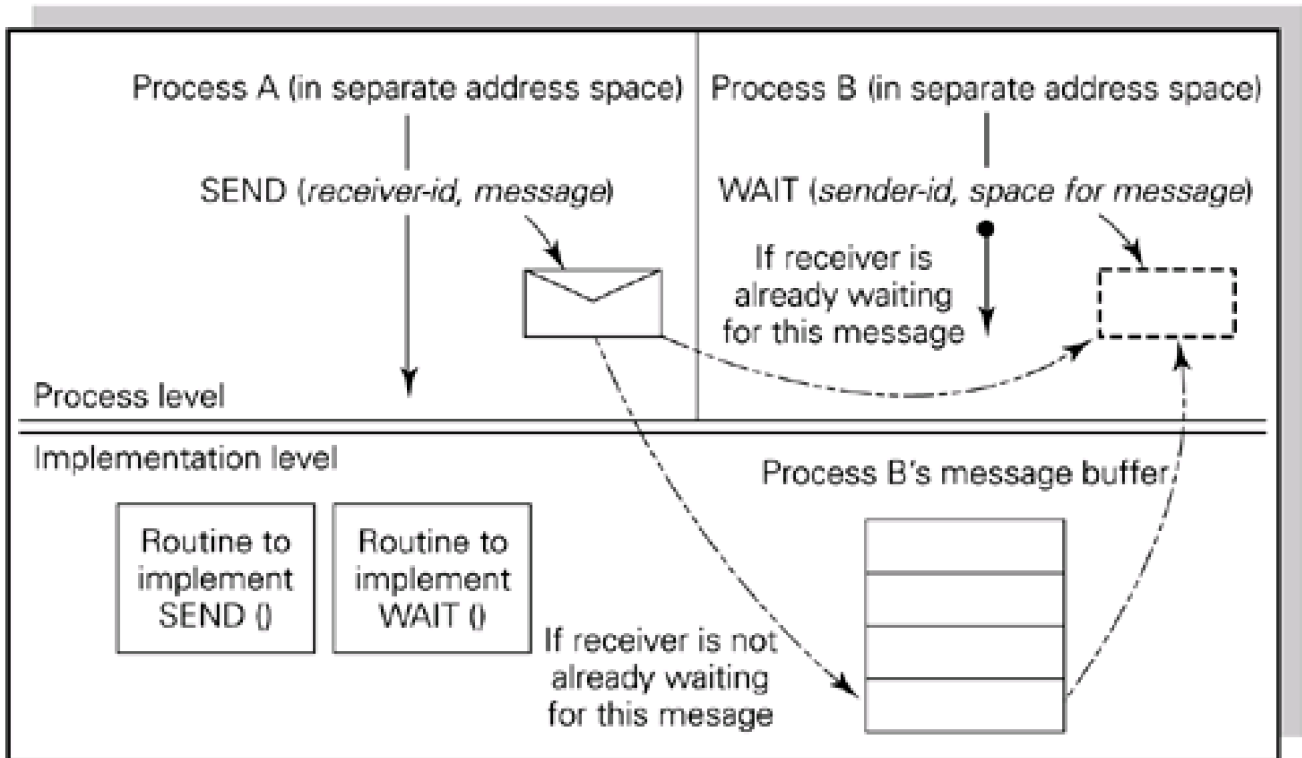 Process A (in separate address space)
SEND (receiver-id, message)
Process B (in separate address space)
WAIT (sender-id, space for message)
If receiver is
already waiting
for this message
Process level
Implementation level
Routine to
implement
SEND ()
Routine to
implement
WAIT ()
If receiver is not
already waiting
for this mesage
Process B's message buffer